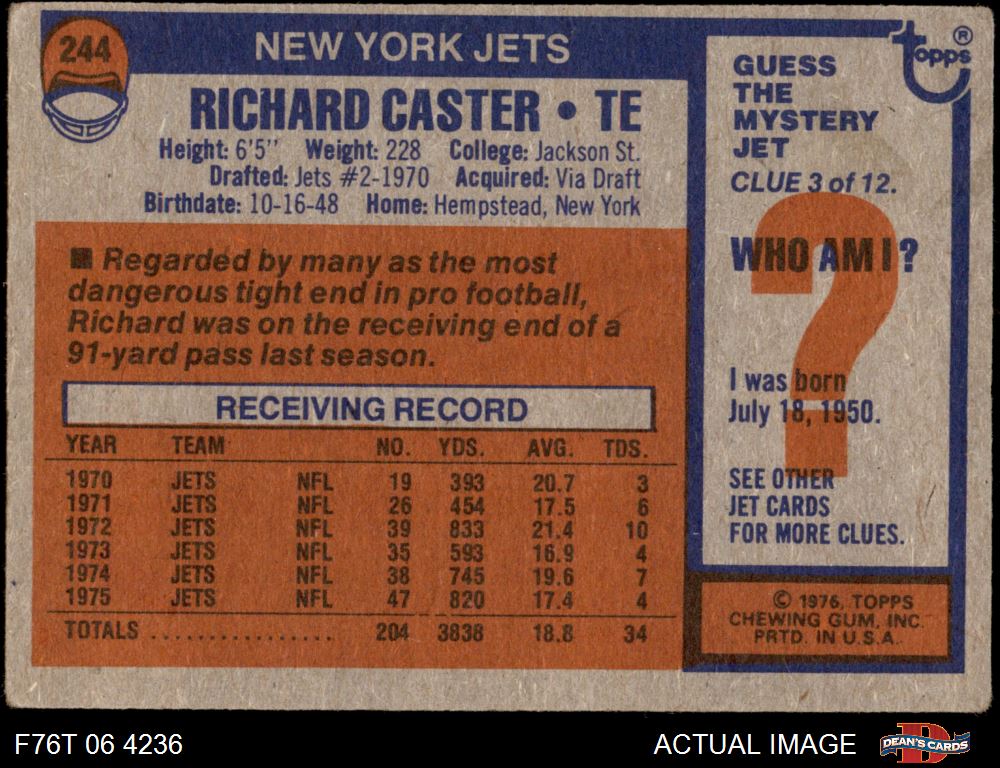 244
NEW YORK JETS
RICHARD CASTER • TE
Height: 6'5'' Weight: 228 College: Jackson St.
Drafted: Jets #2-1970 Acquired: Via Draft
Birthdate: 10-16-48 Home: Hempstead, New York
■ Regarded by many as the most
dangerous tight end in pro football,
Richard was on the receiving end of a
91-yard pass last season.
RECEIVING RECORD
YEAR TEAM NO. YDS. AVG. TDS.
1970 JETS NFL 19 393 20.7 3
1971 JETS NFL 26 454 17.5 6
1972 JETS NFL 39 833 21.4 10
1973 JETS NFL 35 593 16.9 4
1974 JETS NFL 38 745 19.6 7
1975 JETS NFL 47 820 17.4 4
TOTALS ................. 204 3838 18.8 34
topps®
GUESS
THE
MYSTERY
JET
CLUE 3 of 12.
?
WHO AM I?
I was born
July 18, 1950.
SEE OTHER
JET CARDS
FOR MORE CLUES.
© 1976, TOPPS
CHEWING GUM, INC.
PRTD. IN U.S.A.
F76T 06 4236
ACTUAL IMAGE
D
DEAN'S CARDS